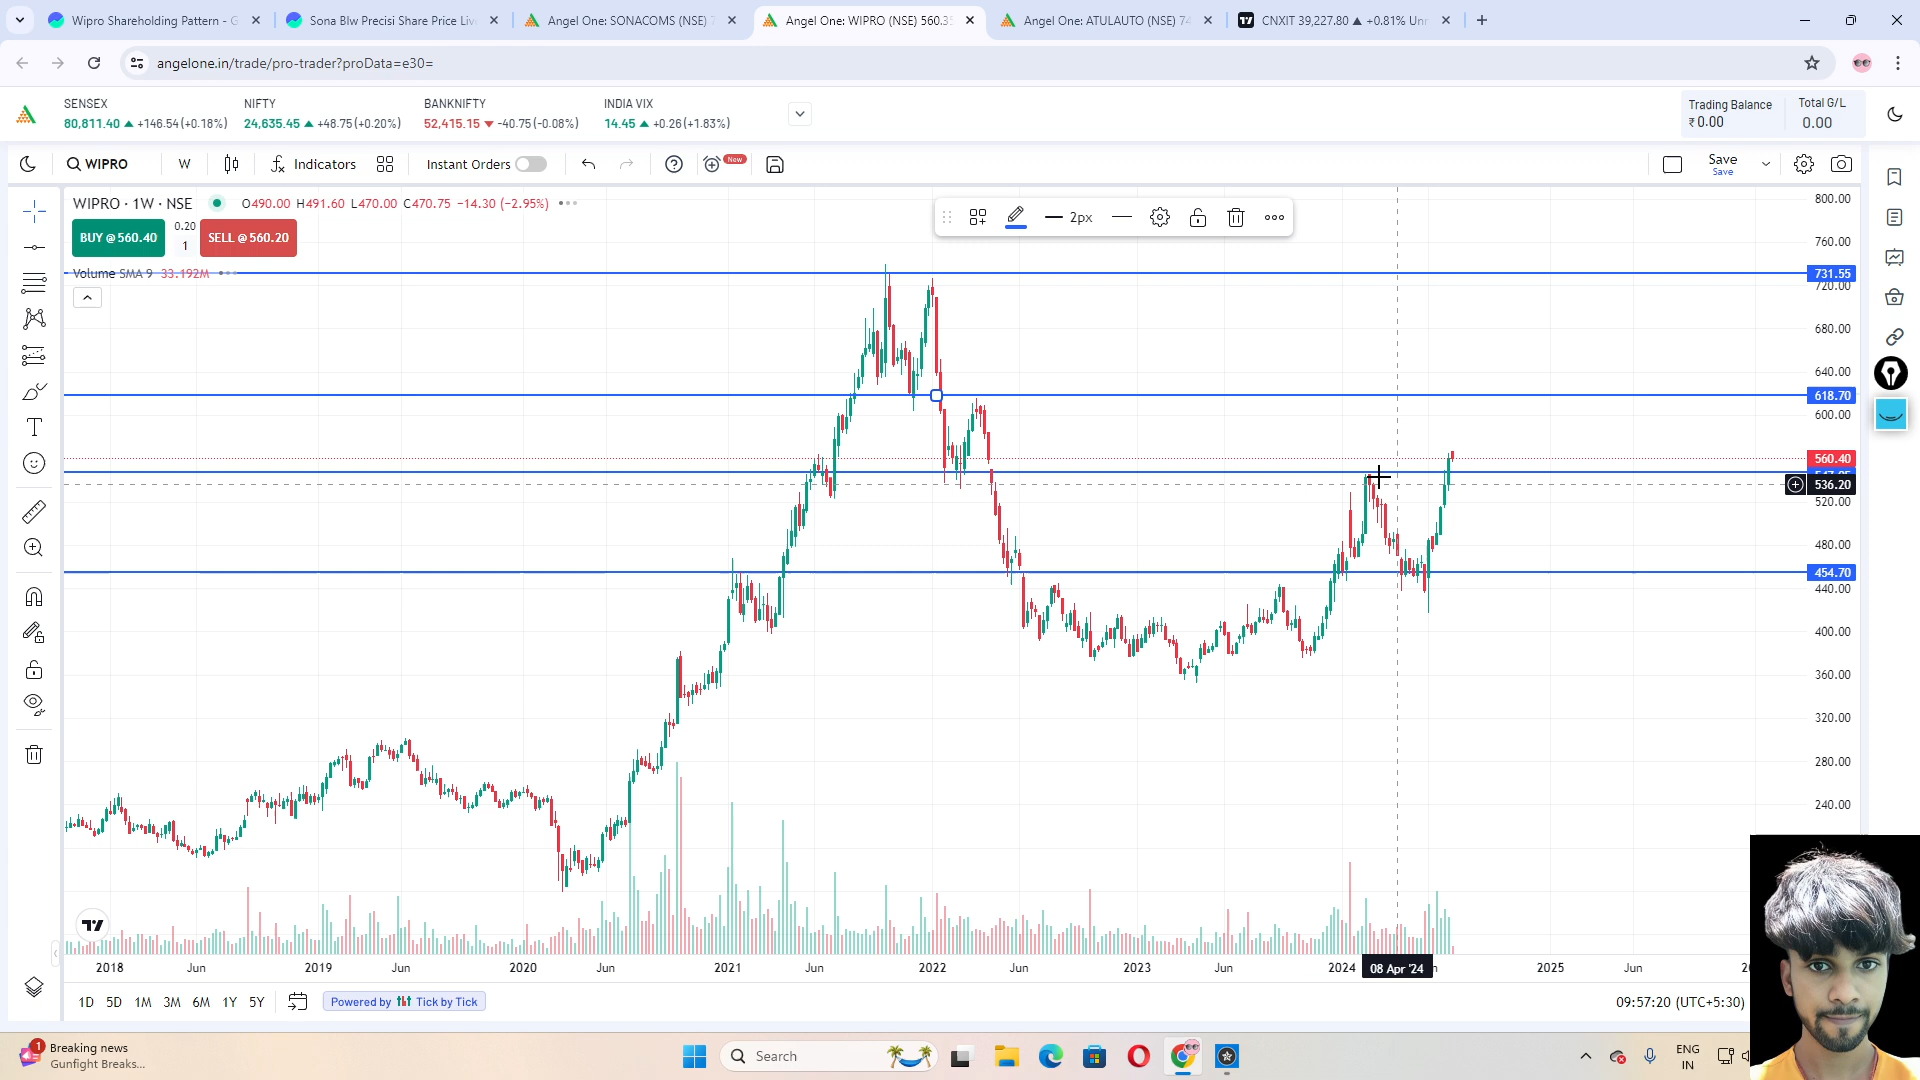 Wipro Shareholding Pattern - G
Sona Blw Precisi Share Price Liv
Angel One: SONACOMS (NSE) 7
Angel One: WIPRO (NSE) 560.35
Angel One: ATULAUTO (NSE) 74
CNXIT 39,227.80 ▲ +0.81% Unn
angelone.in/trade/pro-trader?proData=e30=
SENSEX
80,811.40 ▲ +146.54 (+0.18%)
NIFTY
24,635.45 ▲ +48.75 (+0.20%)
BANKNIFTY
52,415.15 ▼ -40.75 (-0.08%)
INDIA VIX
14.45 ▲ +0.26 (+1.83%)
Trading Balance
₹ 0.00
Total G/L
0.00
WIPRO
W
Indicators
Instant Orders
New
Save
Save
WIPRO · 1W · NSE
O490.00 H491.60 L470.00 C470.75 −14.30 (−2.95%)
BUY @ 560.40
0.20
1
SELL @ 560.20
Volume SMA 9 33.192M
2px
800.00
760.00
731.55
720.00
680.00
640.00
618.70
600.00
560.40
536.20
520.00
480.00
454.70
440.00
400.00
360.00
320.00
280.00
240.00
2018
Jun
2019
Jun
2020
Jun
2021
Jun
2022
Jun
2023
Jun
2024
08 Apr '24
2025
Jun
1D
5D
1M
3M
6M
1Y
5Y
Powered by Tick by Tick
09:57:20 (UTC+5:30)
1
Breaking news
Gunfight Breaks...
Search
ENG
IN